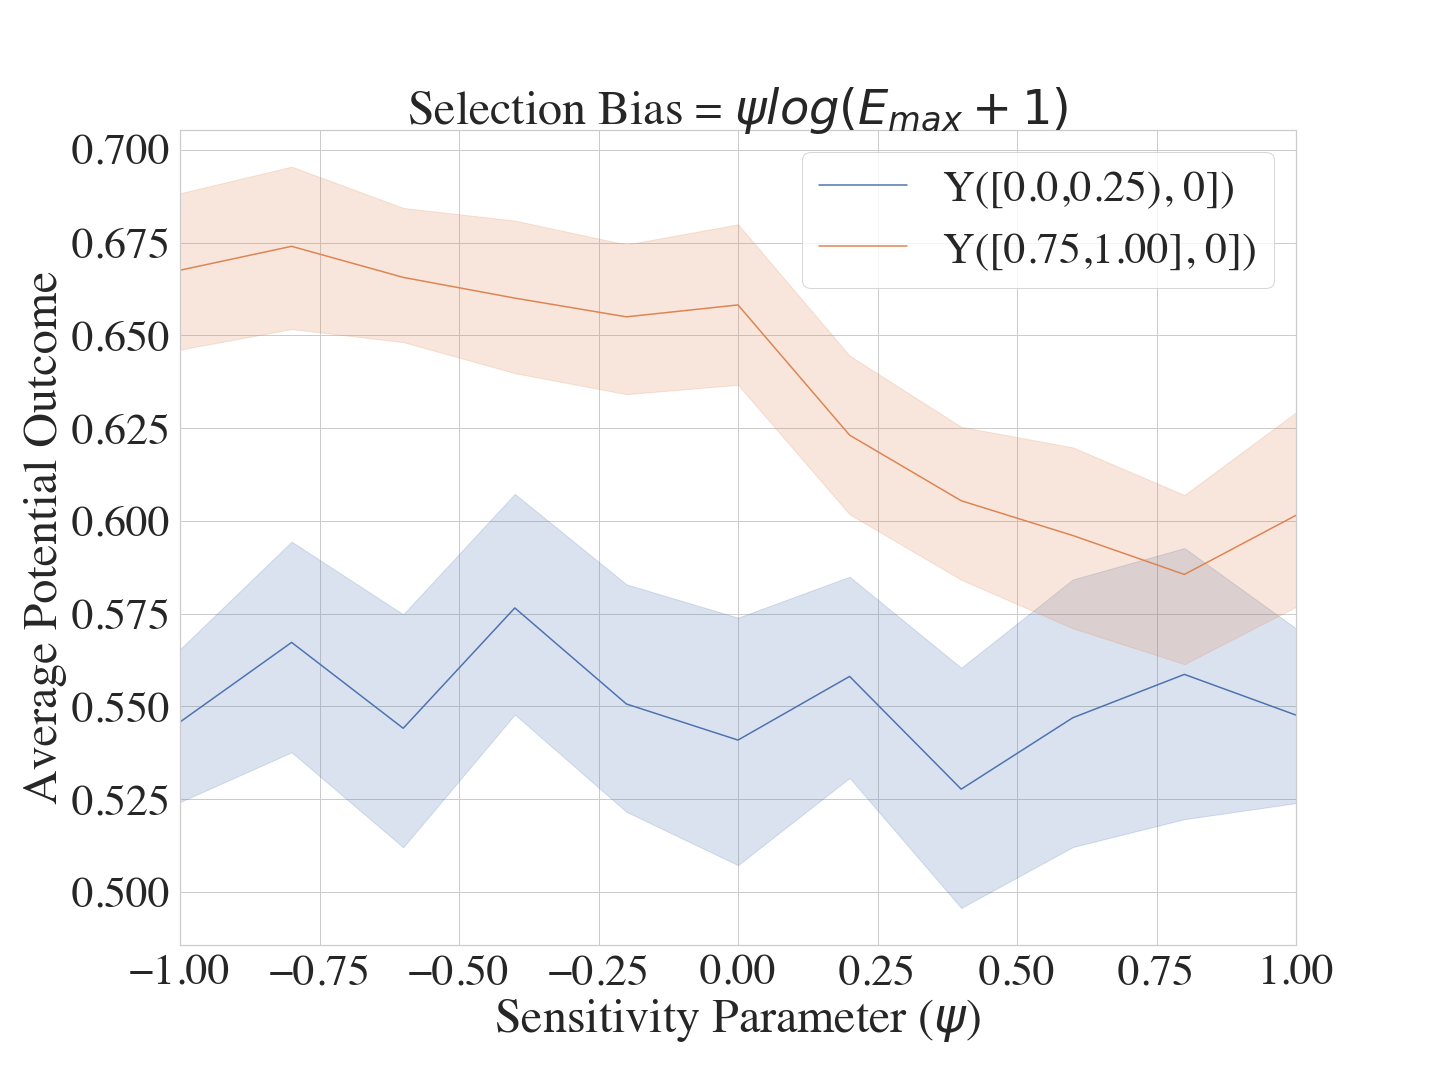 Selection Bias = ψlog(E_max + 1)
Y([0.0,0.25), 0])
Y([0.75,1.00], 0])
Average Potential Outcome
0.700
0.675
0.650
0.625
0.600
0.575
0.550
0.525
0.500
−1.00 −0.75 −0.50 −0.25 0.00 0.25 0.50 0.75 1.00
Sensitivity Parameter (ψ)